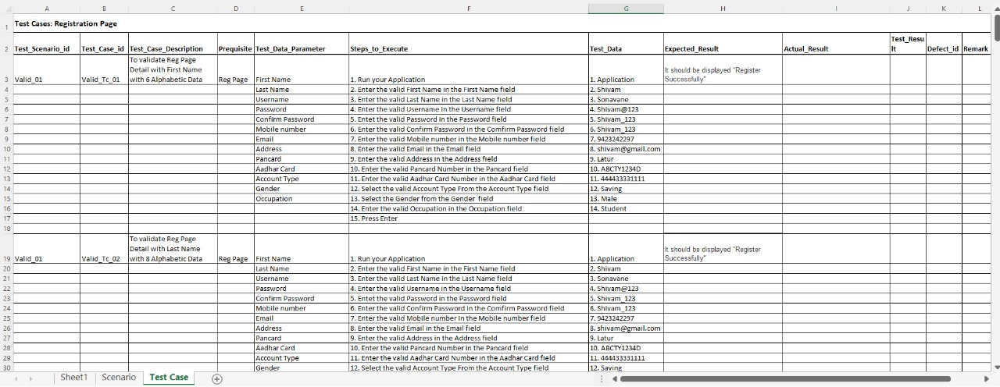 A B C D E F G H I J K L
1 Test Cases: Registration Page
Test_Resu
2 Test_Scenario_id Test_Case_id Test_Case_Description Prequisite Test_Data_Parameter Steps_to_Execute Test_Data Expected_Result Actual_Result lt Defect_id Remark
To validate Reg Page
Detail with First Name It should be displayed "Register
3 Valid_01 Valid_Tc_01 with 6 Alphabetic Data Reg Page First Name 1. Run your Application 1. Application Successfully"
4 Last Name 2. Enter the valid First Name in the First Name field 2. Shivam
5 Username 3. Enter the valid Last Name in the Last Name field 3. Sonavane
6 Password 4. Enter the valid Username in the Username field 4. Shivam@123
7 Confirm Password 5. Entet the valid Password in the Password field 5. Shivam_123
8 Mobile number 6. Enter the valid Confirm Password in the Comfirm Password field 6. Shivam_123
9 Email 7. Enter the valid Mobile number in the Mobile number field 7. 9423242297
10 Address 8. Enter the valid Email in the Email field 8. shivam@gmail.com
11 Pancard 9. Enter the valid Address in the Address field 9. Latur
12 Aadhar Card 10. Enter the valid Pancard Number in the Pancard field 10. ABCTY1234D
13 Account Type 11. Enter the valid Aadhar Card Number in the Aadhar Card field 11. 444433331111
14 Gender 12. Select the valid Account Type From the Account Type field 12. Saving
15 Occupation 13. Select the Gender from the Gender field 13. Male
16 14. Enter the valid Occupation in the Occupation field 14. Student
17 15. Press Enter
18
To validate Reg Page
Detail with Last Name It should be displayed "Register
19 Valid_01 Valid_Tc_02 with 8 Alphabetic Data Reg Page First Name 1. Run your Application 1. Application Successfully"
20 Last Name 2. Enter the valid First Name in the First Name field 2. Shivam
21 Username 3. Enter the valid Last Name in the Last Name field 3. Sonavane
22 Password 4. Enter the valid Username in the Username field 4. Shivam@123
23 Confirm Password 5. Entet the valid Password in the Password field 5. Shivam_123
24 Mobile number 6. Enter the valid Confirm Password in the Comfirm Password field 6. Shivam_123
25 Email 7. Enter the valid Mobile number in the Mobile number field 7. 9423242297
26 Address 8. Enter the valid Email in the Email field 8. shivam@gmail.com
27 Pancard 9. Enter the valid Address in the Address field 9. Latur
28 Aadhar Card 10. Enter the valid Pancard Number in the Pancard field 10. ABCTY1234D
29 Account Type 11. Enter the valid Aadhar Card Number in the Aadhar Card field 11. 444433331111
30 Gender 12. Select the valid Account Type From the Account Type field 12. Saving
Sheet1 Scenario Test Case